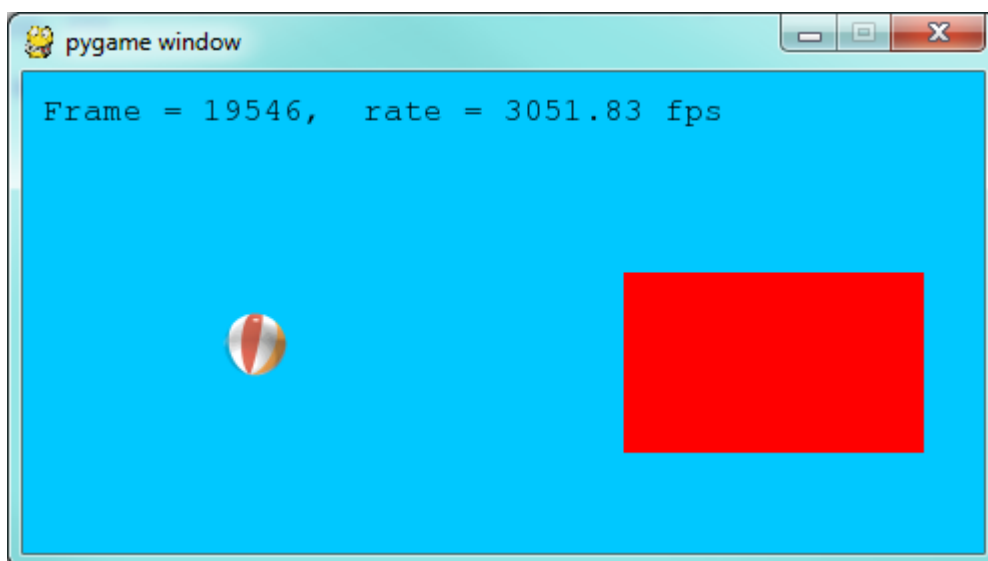 pygame window
Frame = 19546,  rate = 3051.83 fps